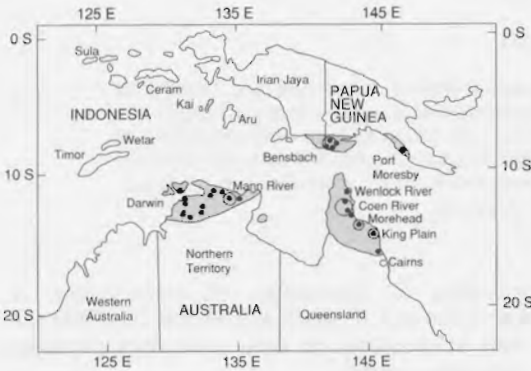 125 E
135 E
145 E
0 S
0 S
Sula
Ceram
Irian Jaya
PAPUA
NEW
GUINEA
INDONESIA
Kai
Aru
Wetar
Timor
Bensbach
Port
Moresby
10 S
10 S
Mann River
Darwin
Wenlock River
Coen River
Morehead
King Plain
Cairns
Northern
Territory
Western
Australia
AUSTRALIA
Queensland
20 S
20 S
125 E
135 E
145 E